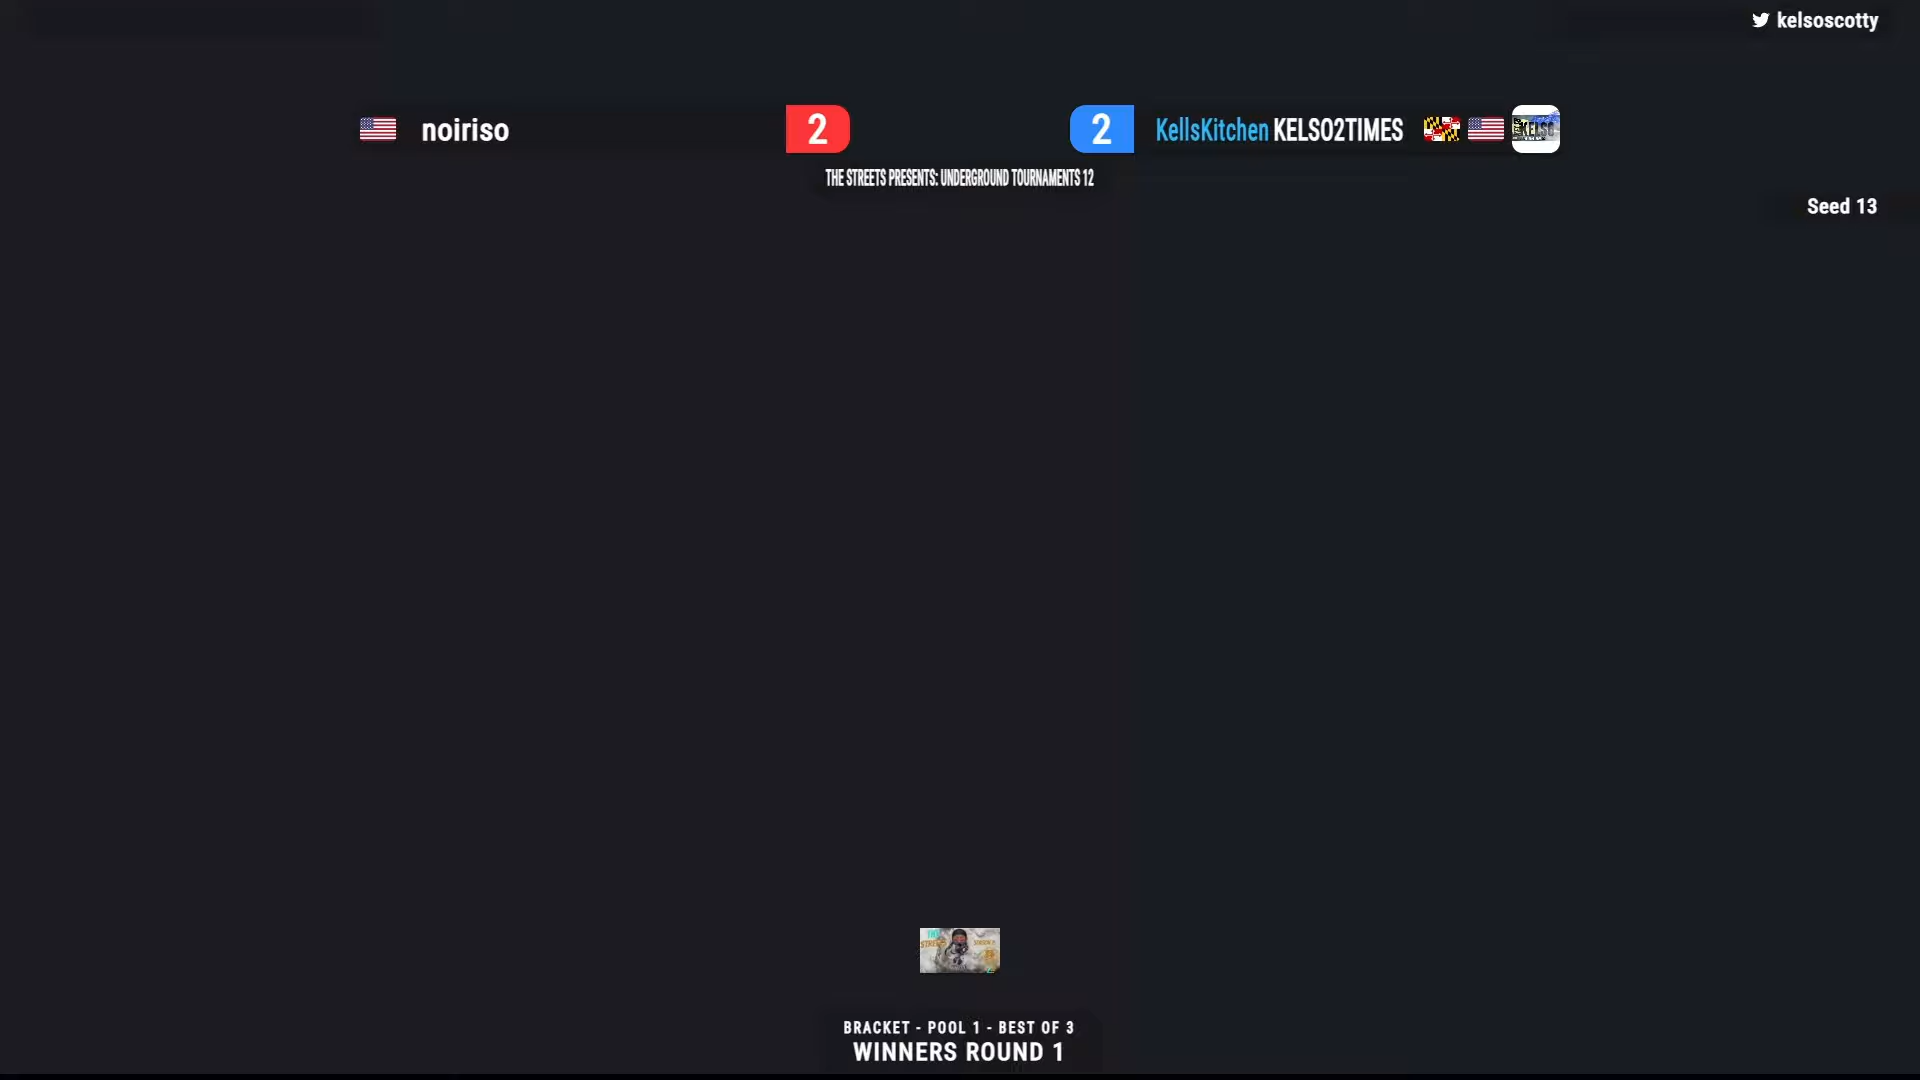 kelsoscotty
noiriso 2 2 KellsKitchen KELSO2TIMES
THE STREETS PRESENTS: UNDERGROUND TOURNAMENTS 12
Seed 13
BRACKET - POOL 1 - BEST OF 3
WINNERS ROUND 1